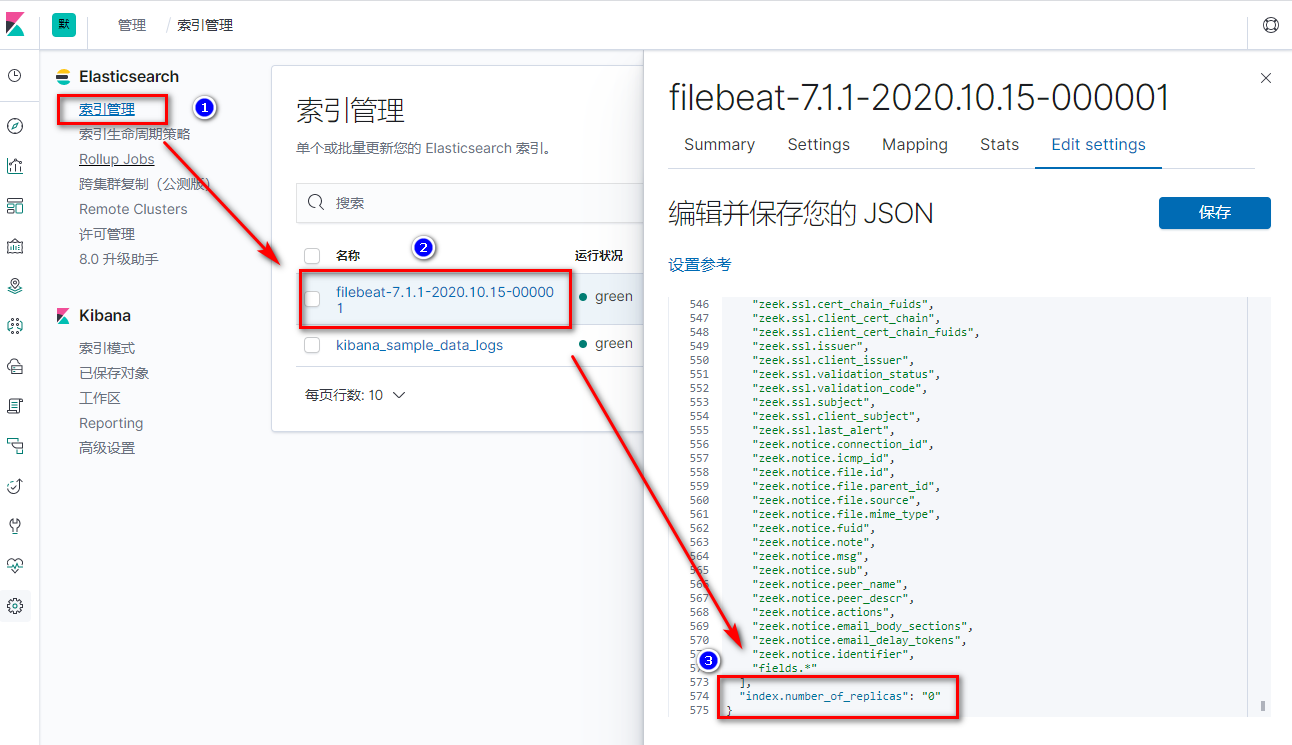 默
管理 / 索引管理
Elasticsearch
索引管理
1
索引生命周期策略
Rollup Jobs
跨集群复制（公测版）
Remote Clusters
许可管理
8.0 升级助手
Kibana
索引模式
已保存对象
工作区
Reporting
高级设置
索引管理
单个或批量更新您的 Elasticsearch 索引。
搜索
名称
2
运行状况
filebeat-7.1.1-2020.10.15-00000
1
green
kibana_sample_data_logs
green
每页行数: 10
filebeat-7.1.1-2020.10.15-000001
Summary Settings Mapping Stats Edit settings
编辑并保存您的 JSON
保存
设置参考
546 "zeek.ssl.cert_chain_fuids",
547 "zeek.ssl.client_cert_chain",
548 "zeek.ssl.client_cert_chain_fuids",
549 "zeek.ssl.issuer",
550 "zeek.ssl.client_issuer",
551 "zeek.ssl.validation_status",
552 "zeek.ssl.validation_code",
553 "zeek.ssl.subject",
554 "zeek.ssl.client_subject",
555 "zeek.ssl.last_alert",
556 "zeek.notice.connection_id",
557 "zeek.notice.icmp_id",
558 "zeek.notice.file.id",
559 "zeek.notice.file.parent_id",
560 "zeek.notice.file.source",
561 "zeek.notice.file.mime_type",
562 "zeek.notice.fuid",
563 "zeek.notice.note",
564 "zeek.notice.msg",
565 "zeek.notice.sub",
566 "zeek.notice.peer_name",
567 "zeek.notice.peer_descr",
568 "zeek.notice.actions",
569 "zeek.notice.email_body_sections",
570 "zeek.notice.email_delay_tokens",
"zeek.notice.identifier",
3
"fields.*"
573 ],
574 "index.number_of_replicas": "0"
575 }